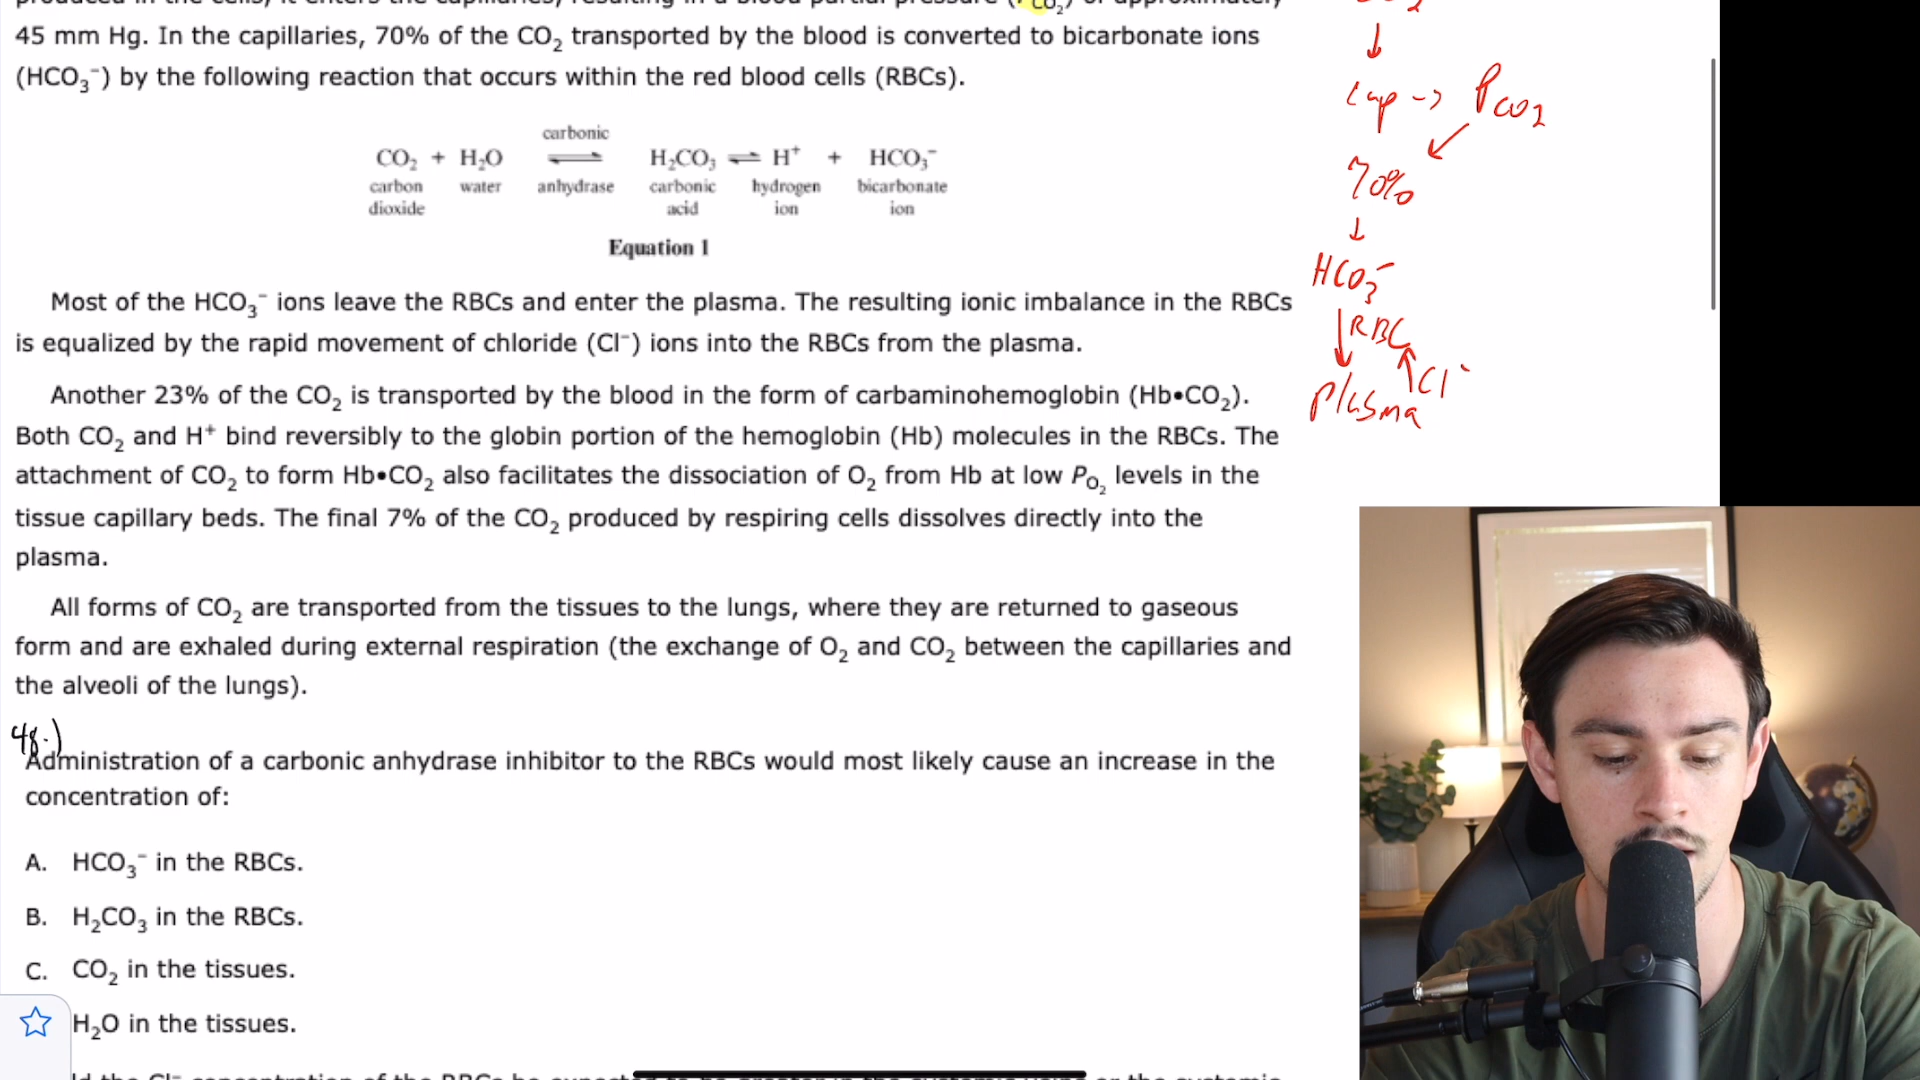 45 mm Hg. In the capillaries, 70% of the CO₂ transported by the blood is converted to bicarbonate ions
(HCO₃⁻) by the following reaction that occurs within the red blood cells (RBCs).
carbonic
CO₂ + H₂O ⇌ H₂CO₃ ⇌ H⁺ + HCO₃⁻
carbon water anhydrase carbonic hydrogen bicarbonate
dioxide acid ion ion
Equation 1
Most of the HCO₃⁻ ions leave the RBCs and enter the plasma. The resulting ionic imbalance in the RBCs
is equalized by the rapid movement of chloride (Cl⁻) ions into the RBCs from the plasma.
Another 23% of the CO₂ is transported by the blood in the form of carbaminohemoglobin (Hb•CO₂).
Both CO₂ and H⁺ bind reversibly to the globin portion of the hemoglobin (Hb) molecules in the RBCs. The
attachment of CO₂ to form Hb•CO₂ also facilitates the dissociation of O₂ from Hb at low P O₂ levels in the
tissue capillary beds. The final 7% of the CO₂ produced by respiring cells dissolves directly into the
plasma.
All forms of CO₂ are transported from the tissues to the lungs, where they are returned to gaseous
form and are exhaled during external respiration (the exchange of O₂ and CO₂ between the capillaries and
the alveoli of the lungs).
48.)
Administration of a carbonic anhydrase inhibitor to the RBCs would most likely cause an increase in the
concentration of:
A. HCO₃⁻ in the RBCs.
B. H₂CO₃ in the RBCs.
C. CO₂ in the tissues.
H₂O in the tissues.
↓
cap -> PCO₂
↙
70%
↓
HCO₃⁻
↓ RBC
↑ Cl⁻
Plasma